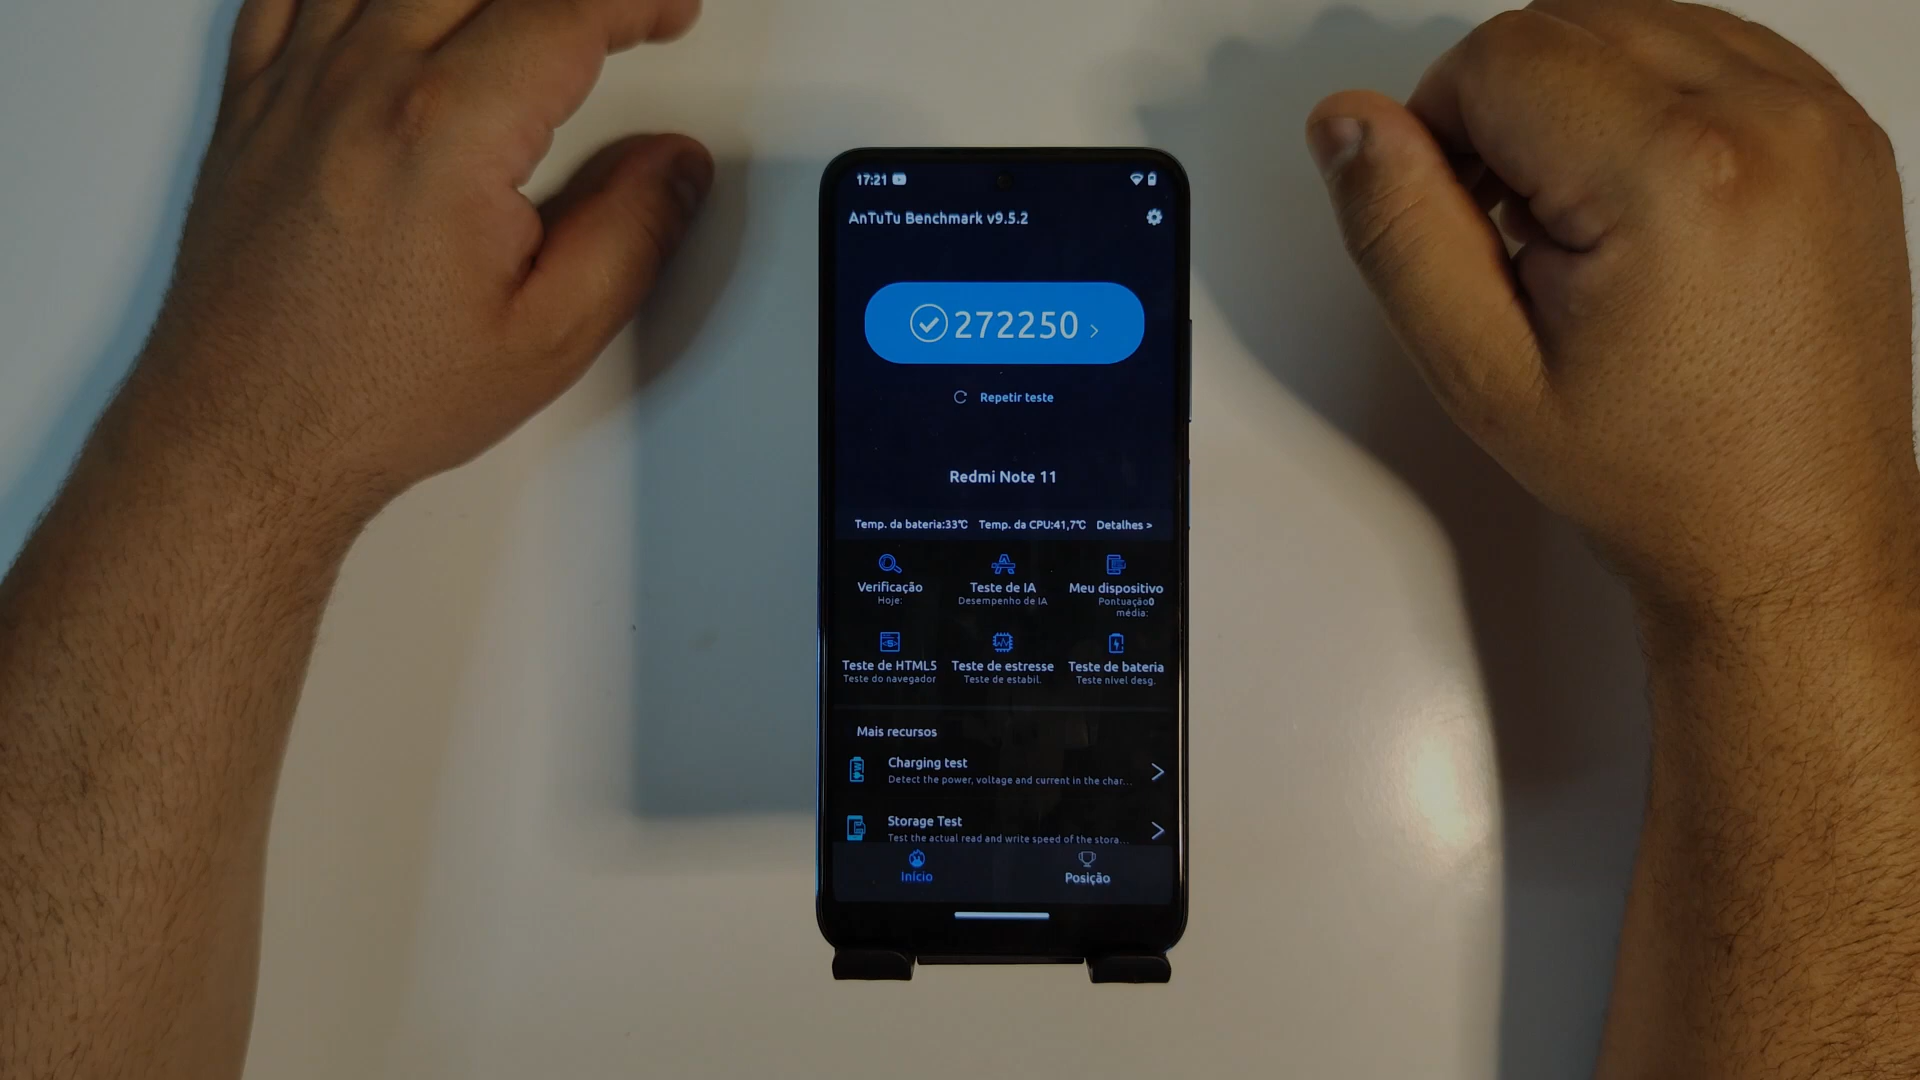 17:21
AnTuTu Benchmark v9.5.2
272250 >
Repetir teste
Redmi Note 11
Temp. da bateria:33℃ Temp. da CPU:41,7℃ Detalhes >
Verificação Teste de IA Meu dispositivo
Hoje: Desempenho de IA Pontuação0
média:
Teste de HTML5 Teste de estresse Teste de bateria
Teste do navegador Teste de estabil. Teste nível desg.
Mais recursos
Charging test
Detect the power, voltage and current in the char...
Storage Test
Test the actual read and write speed of the stora...
Início Posição